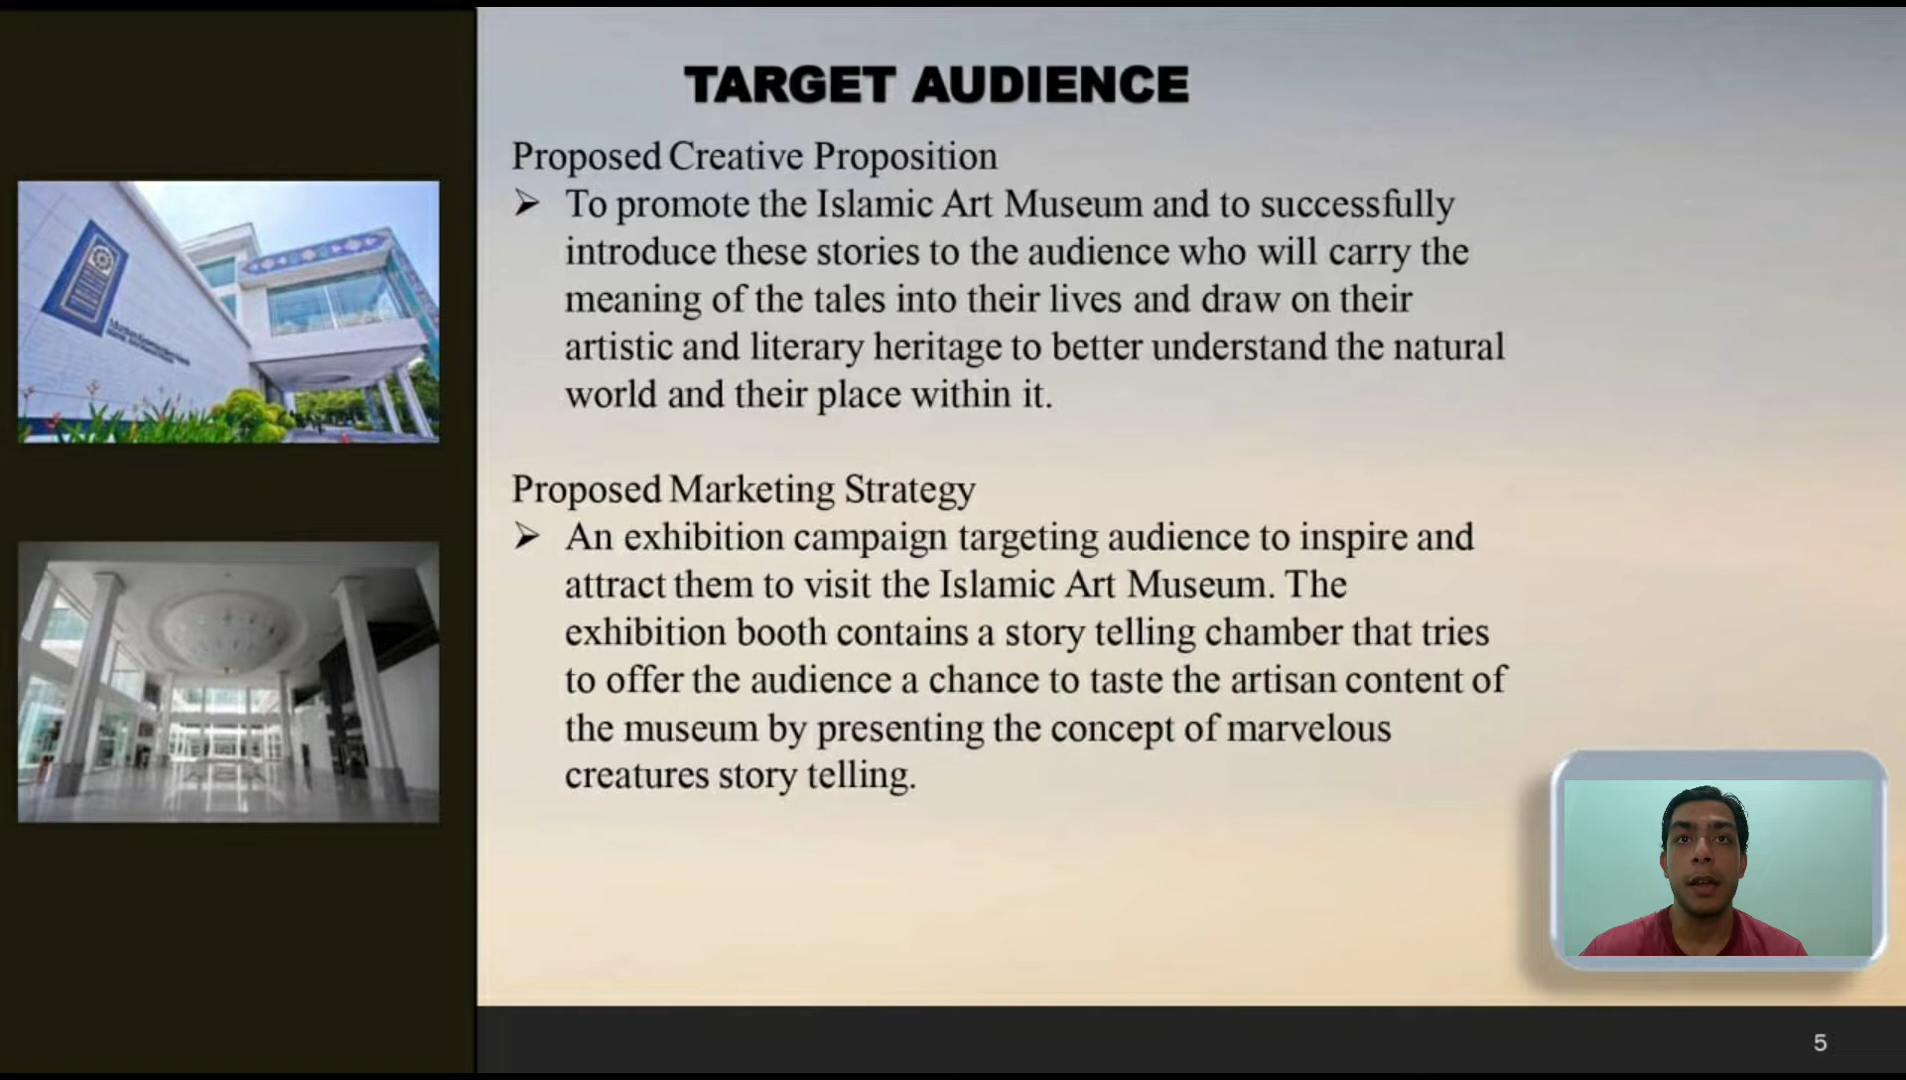 TARGET AUDIENCE
Proposed Creative Proposition
➢ To promote the Islamic Art Museum and to successfully
introduce these stories to the audience who will carry the
meaning of the tales into their lives and draw on their
artistic and literary heritage to better understand the natural
world and their place within it.
Proposed Marketing Strategy
➢ An exhibition campaign targeting audience to inspire and
attract them to visit the Islamic Art Museum. The
exhibition booth contains a story telling chamber that tries
to offer the audience a chance to taste the artisan content of
the museum by presenting the concept of marvelous
creatures story telling.
5